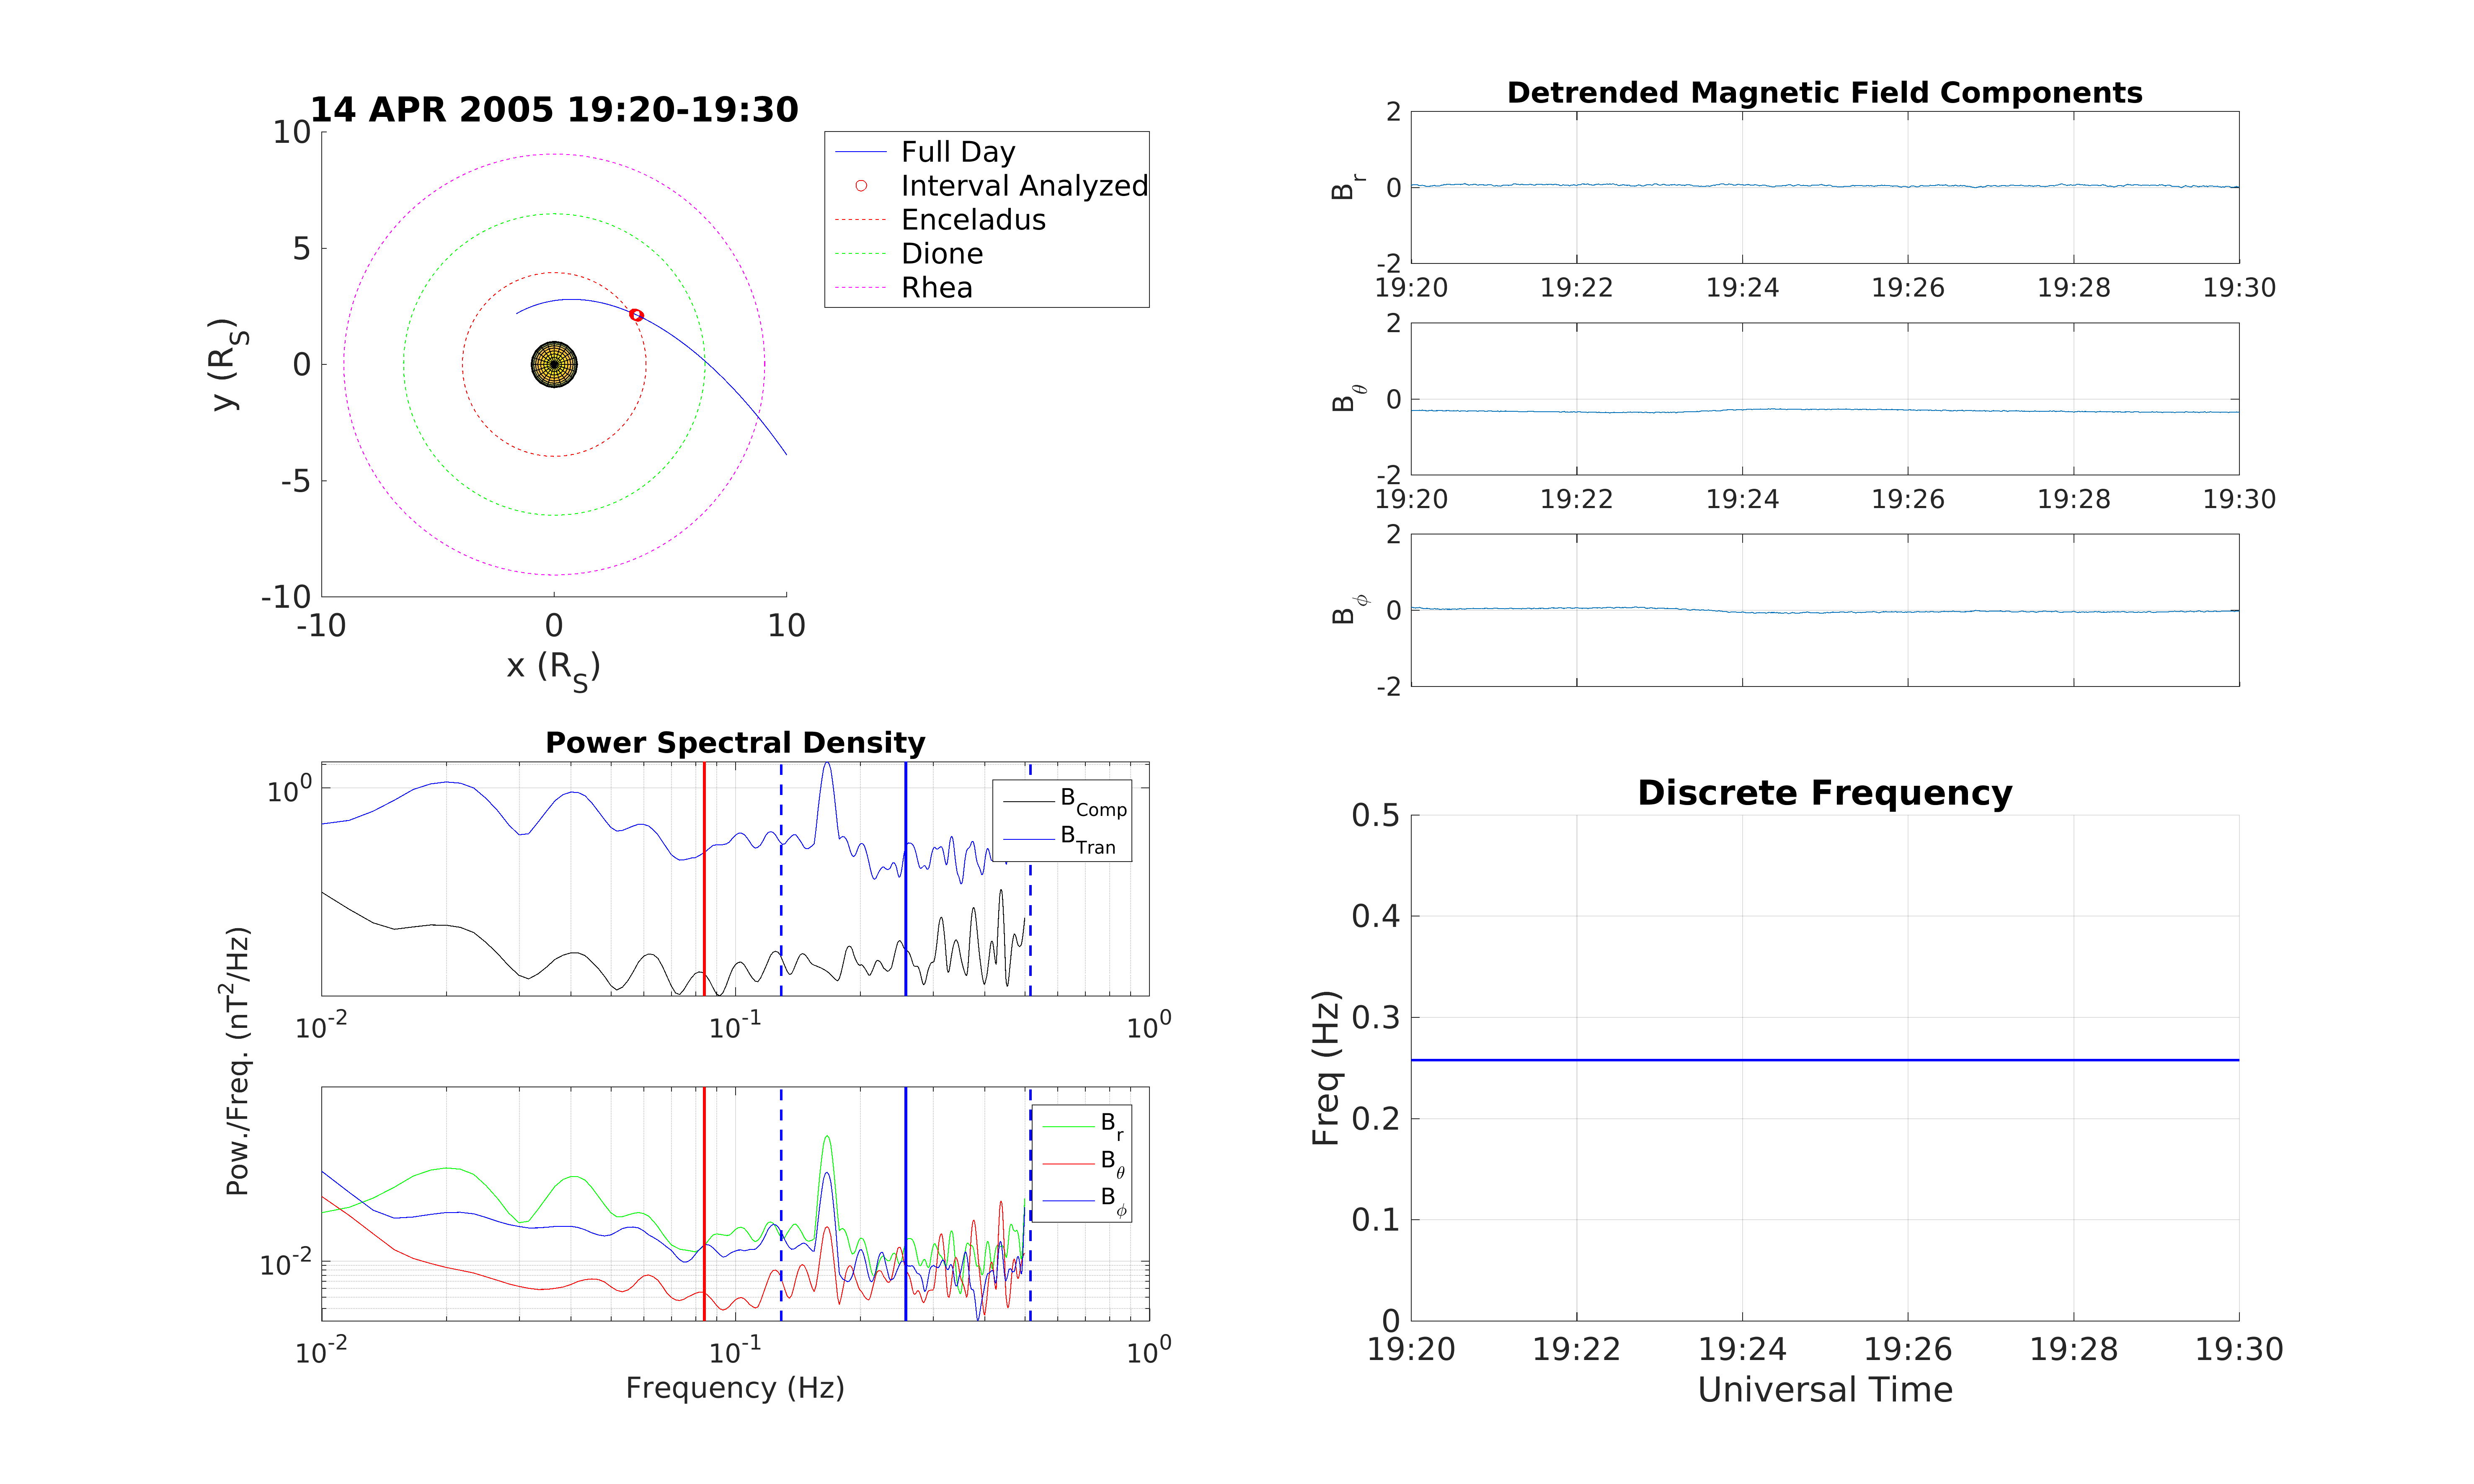 14 APR 2005 19:20-19:30
10
5
0
-5
-10
-10 0 10
y (R_S)
x (R_S)
Full Day
Interval Analyzed
Enceladus
Dione
Rhea
Detrended Magnetic Field Components
2
0
-2
B_r
19:20 19:22 19:24 19:26 19:28 19:30
2
0
-2
B_θ
19:20 19:22 19:24 19:26 19:28 19:30
2
0
-2
B_ϕ
Power Spectral Density
10^0
B_Comp
B_Tran
10^-2 10^-1 10^0
Pow./Freq. (nT^2/Hz)
10^-2
B_r
B_θ
B_ϕ
10^-2 10^-1 10^0
Frequency (Hz)
Discrete Frequency
0.5
0.4
0.3
0.2
0.1
0
Freq (Hz)
19:20 19:22 19:24 19:26 19:28 19:30
Universal Time